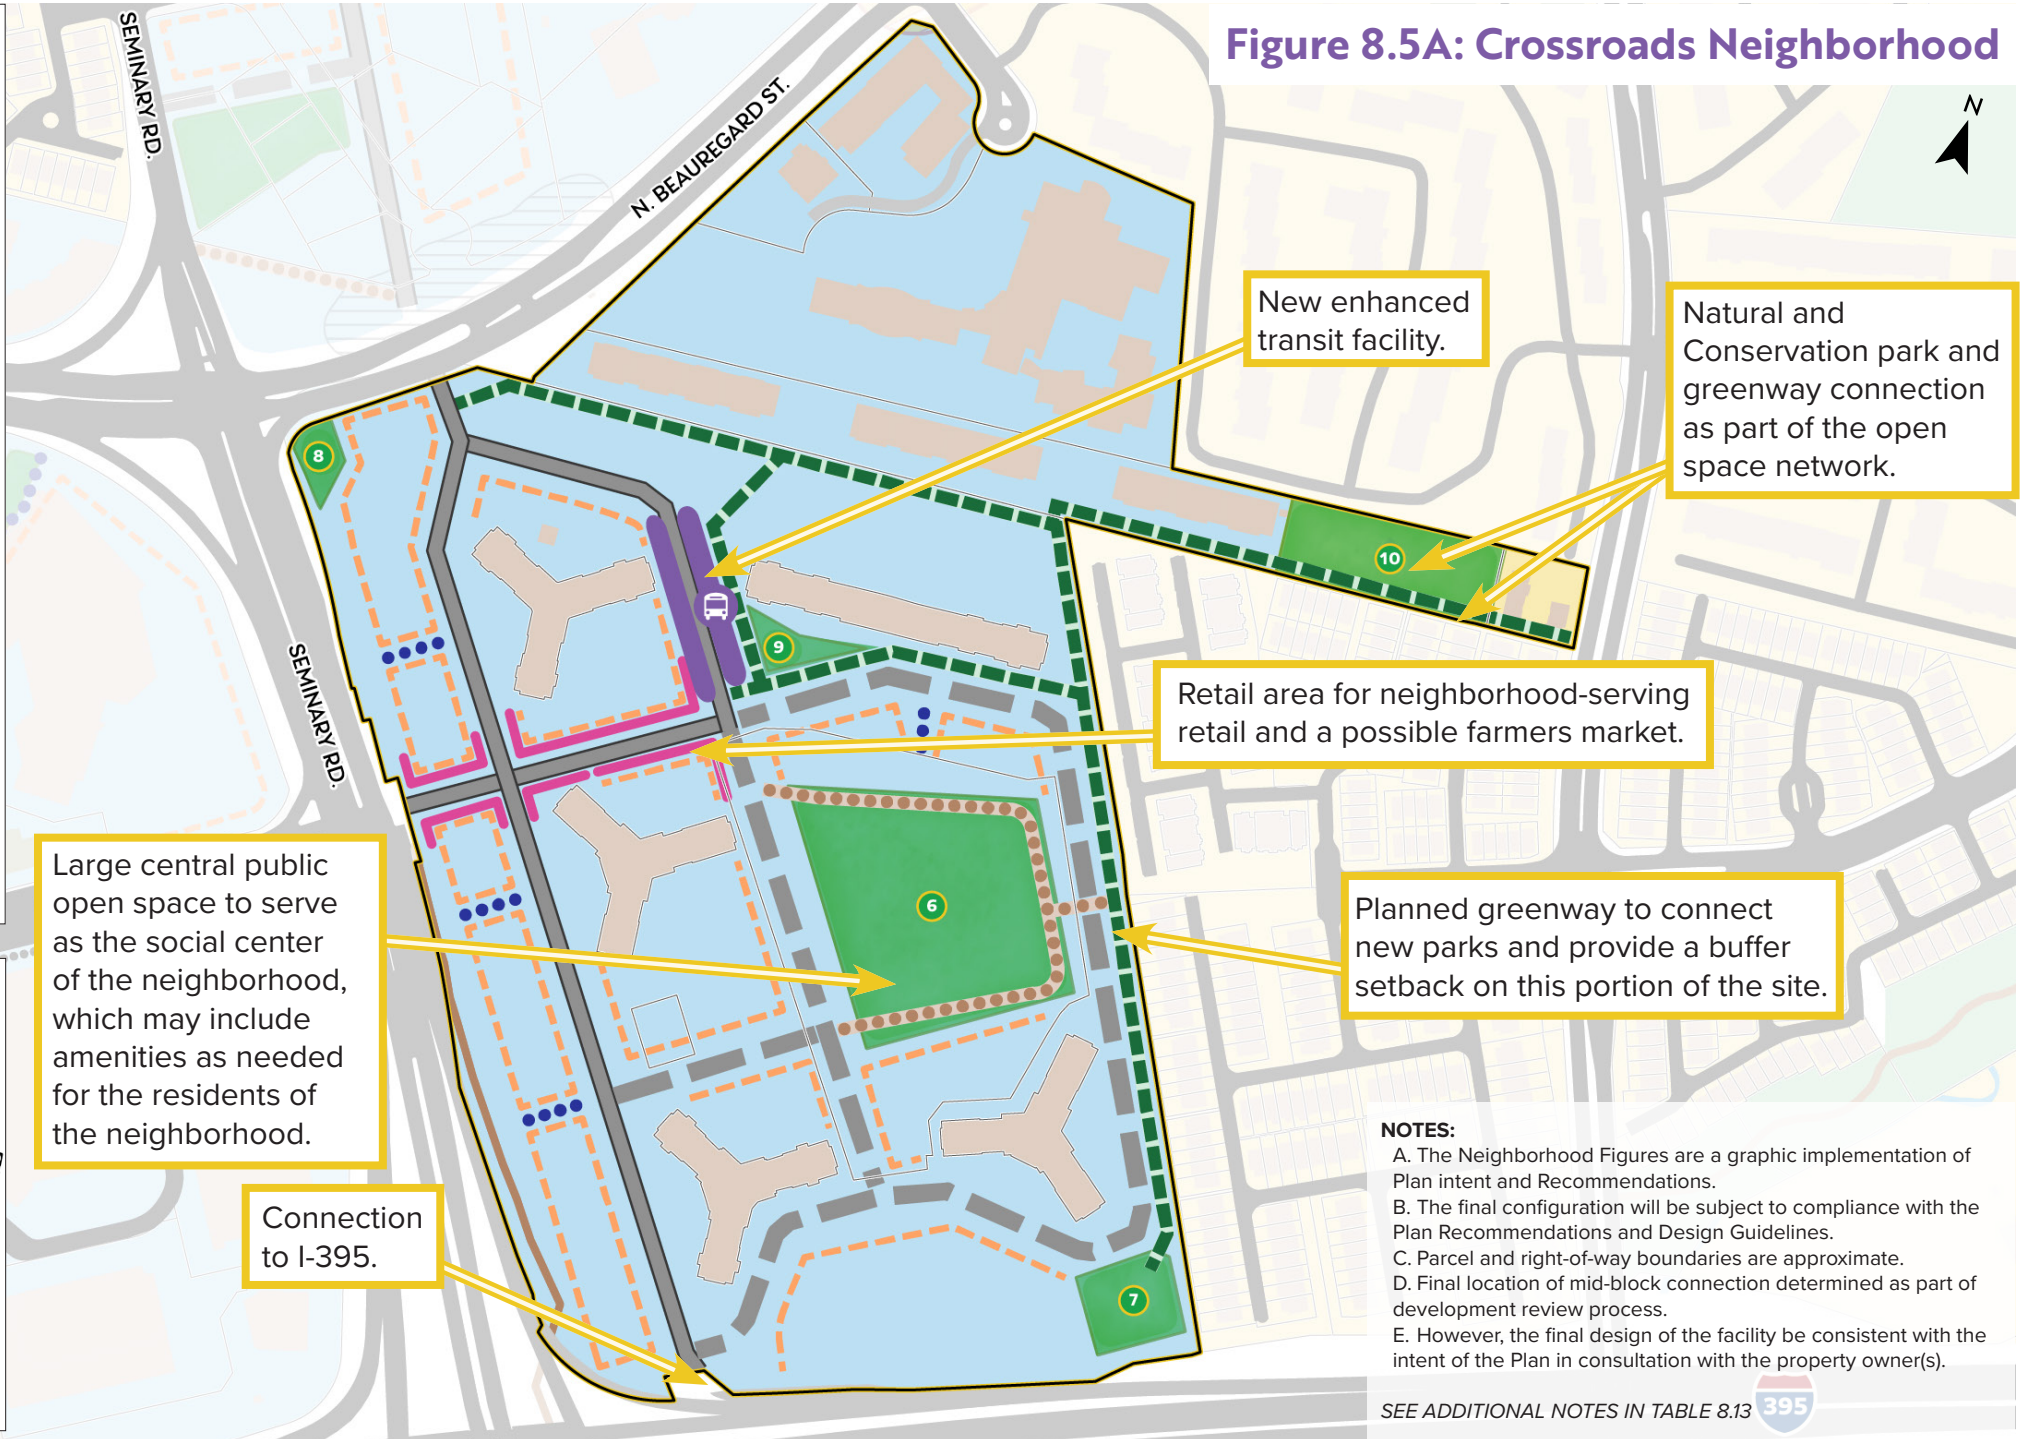 Figure 8.5A: Crossroads Neighborhood
N
SEMINARY RD.
N. BEAUREGARD ST.
New enhanced
transit facility.
Natural and
Conservation park and
greenway connection
as part of the open
space network.
8
10
9
SEMINARY RD.
Retail area for neighborhood-serving
retail and a possible farmers market.
Large central public
open space to serve
as the social center
of the neighborhood,
which may include
amenities as needed
for the residents of
the neighborhood.
6
Planned greenway to connect
new parks and provide a buffer
setback on this portion of the site.
Connection
to I-395.
7
NOTES:
A. The Neighborhood Figures are a graphic implementation of
Plan intent and Recommendations.
B. The final configuration will be subject to compliance with the
Plan Recommendations and Design Guidelines.
C. Parcel and right-of-way boundaries are approximate.
D. Final location of mid-block connection determined as part of
development review process.
E. However, the final design of the facility be consistent with the
intent of the Plan in consultation with the property owner(s).
SEE ADDITIONAL NOTES IN TABLE 8.13
395